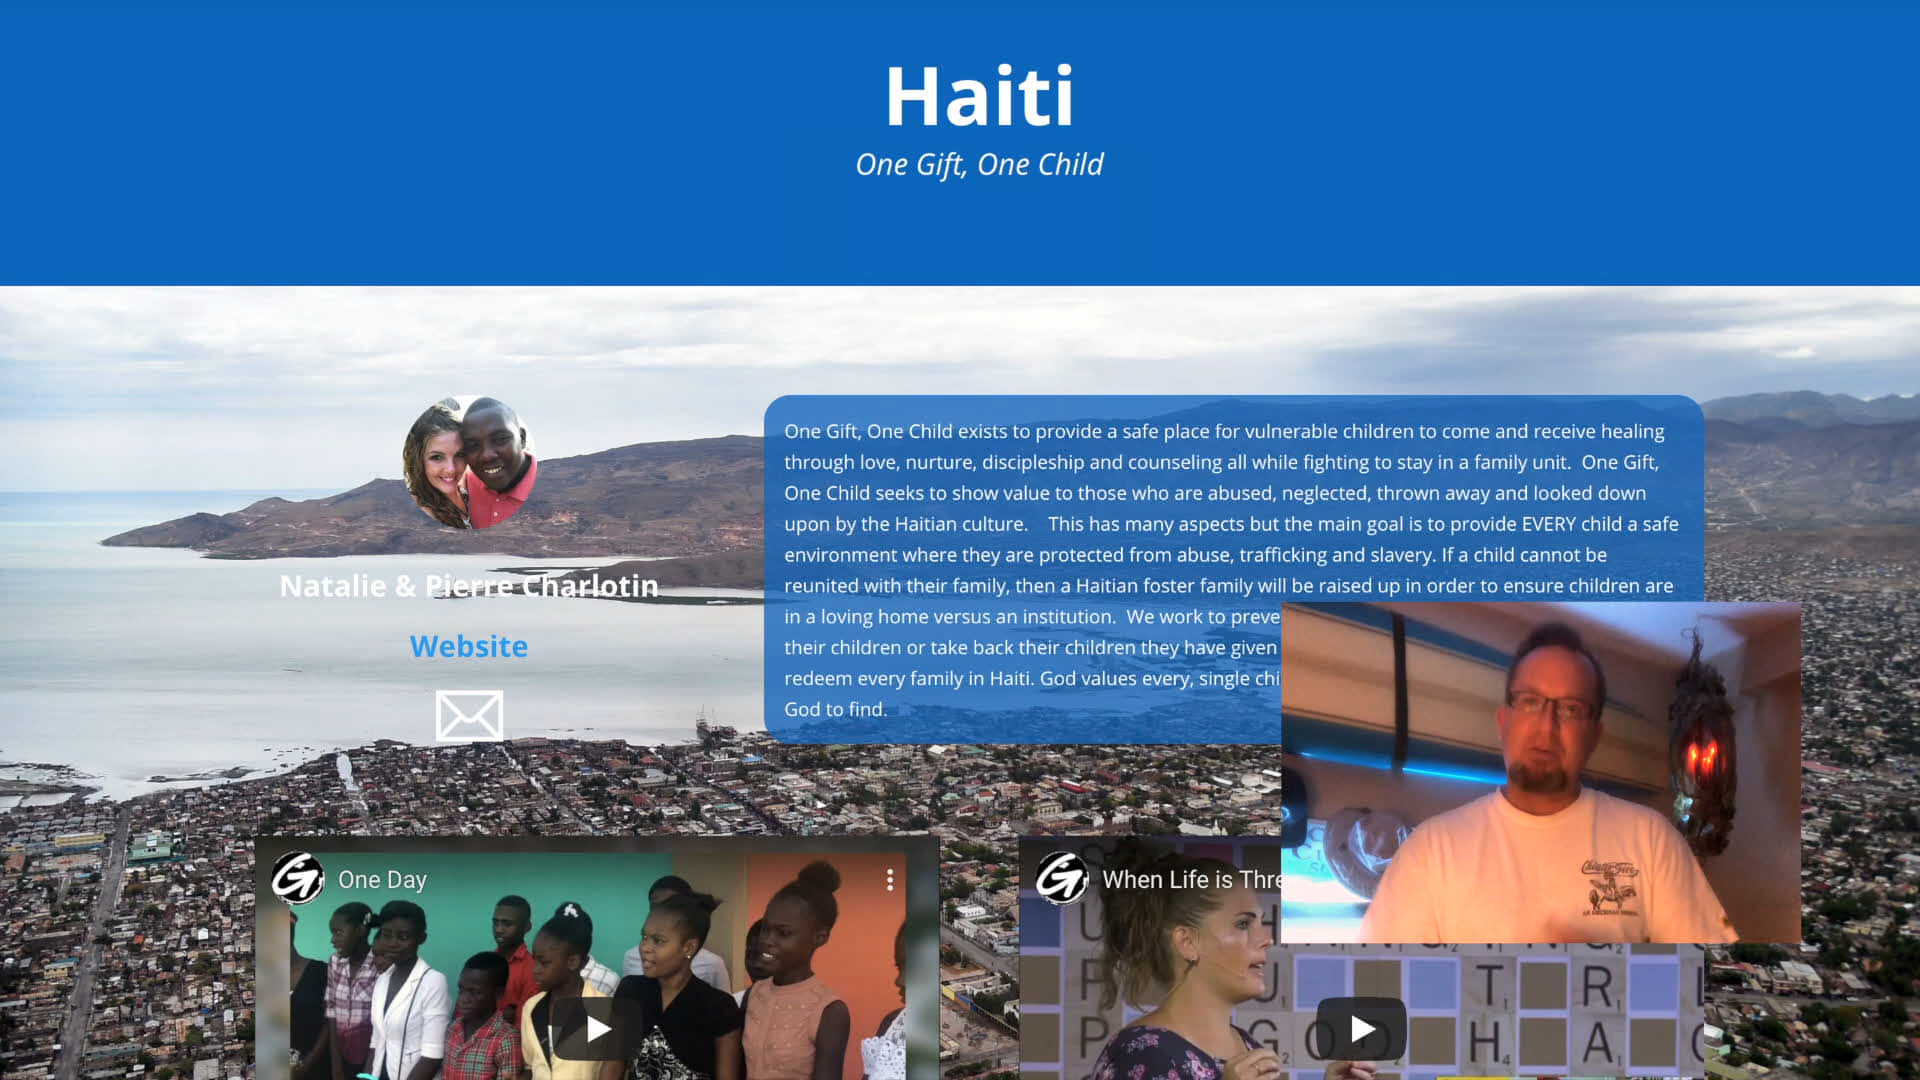 Haiti
One Gift, One Child
One Gift, One Child exists to provide a safe place for vulnerable children to come and receive healing
through love, nurture, discipleship and counseling all while fighting to stay in a family unit. One Gift,
One Child seeks to show value to those who are abused, neglected, thrown away and looked down
upon by the Haitian culture. This has many aspects but the main goal is to provide EVERY child a safe
environment where they are protected from abuse, trafficking and slavery. If a child cannot be
reunited with their family, then a Haitian foster family will be raised up in order to ensure children are
in a loving home versus an institution. We work to preve
their children or take back their children they have given
redeem every family in Haiti. God values every, single chi
God to find.
Natalie & Pierre Charlotin
Website
One Day
When Life is Thre